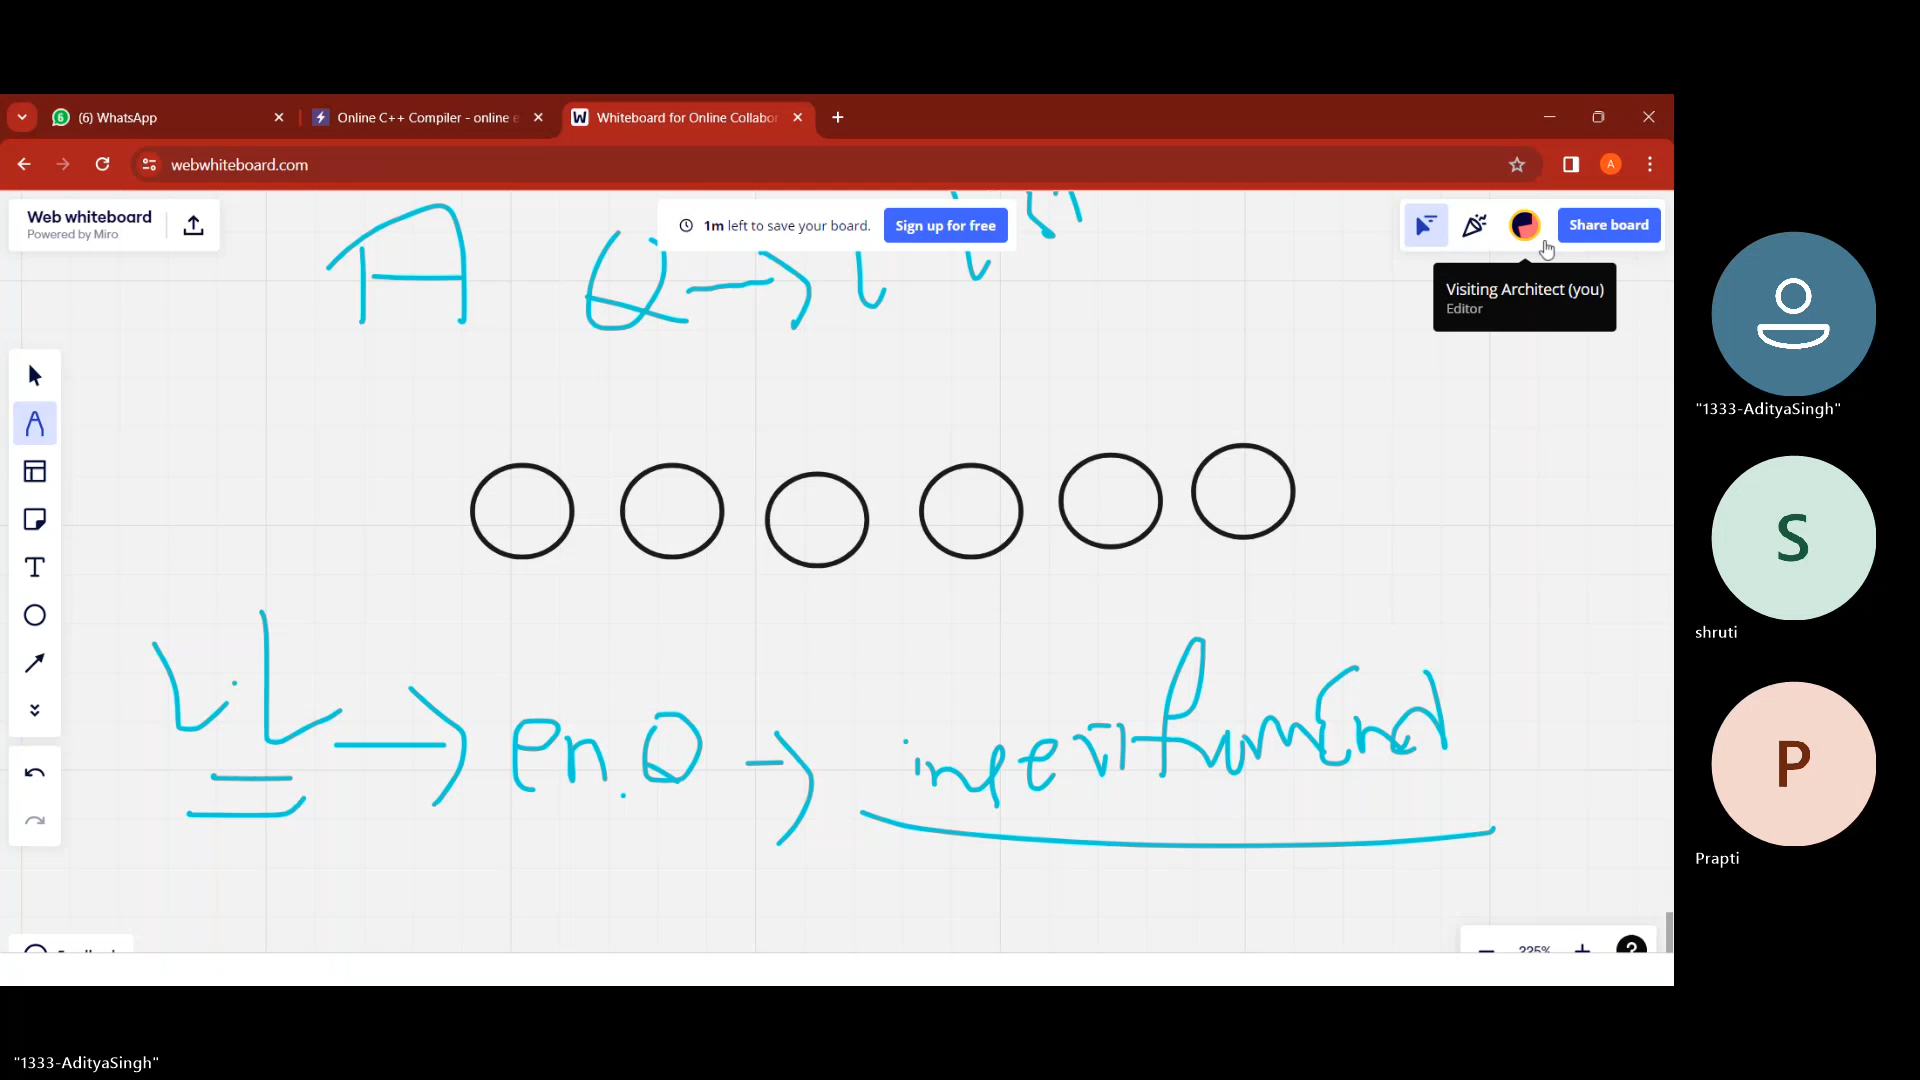 (6) WhatsApp
Online C++ Compiler - online e
Whiteboard for Online Collabor
webwhiteboard.com
Web whiteboard
Powered by Miro
1m left to save your board.
Sign up for free
Share board
Visiting Architect (you)
Editor
A Q
L.L en.Q
225%
"1333-AdityaSingh"
shruti
Prapti
S
P
"1333-AdityaSingh"